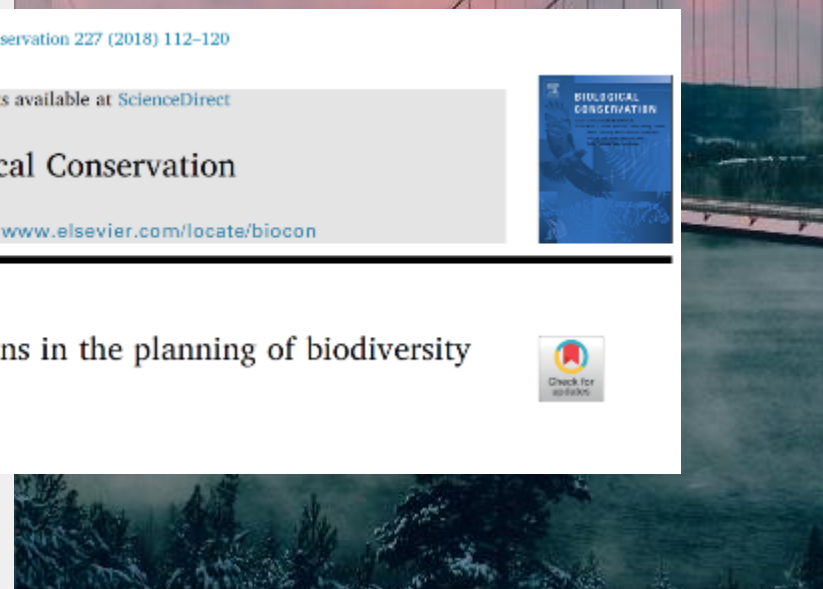 servation 227 (2018) 112–120
s available at ScienceDirect
cal Conservation
www.elsevier.com/locate/biocon
BIOLOGICAL
CONSERVATION
ns in the planning of biodiversity
Check for
updates